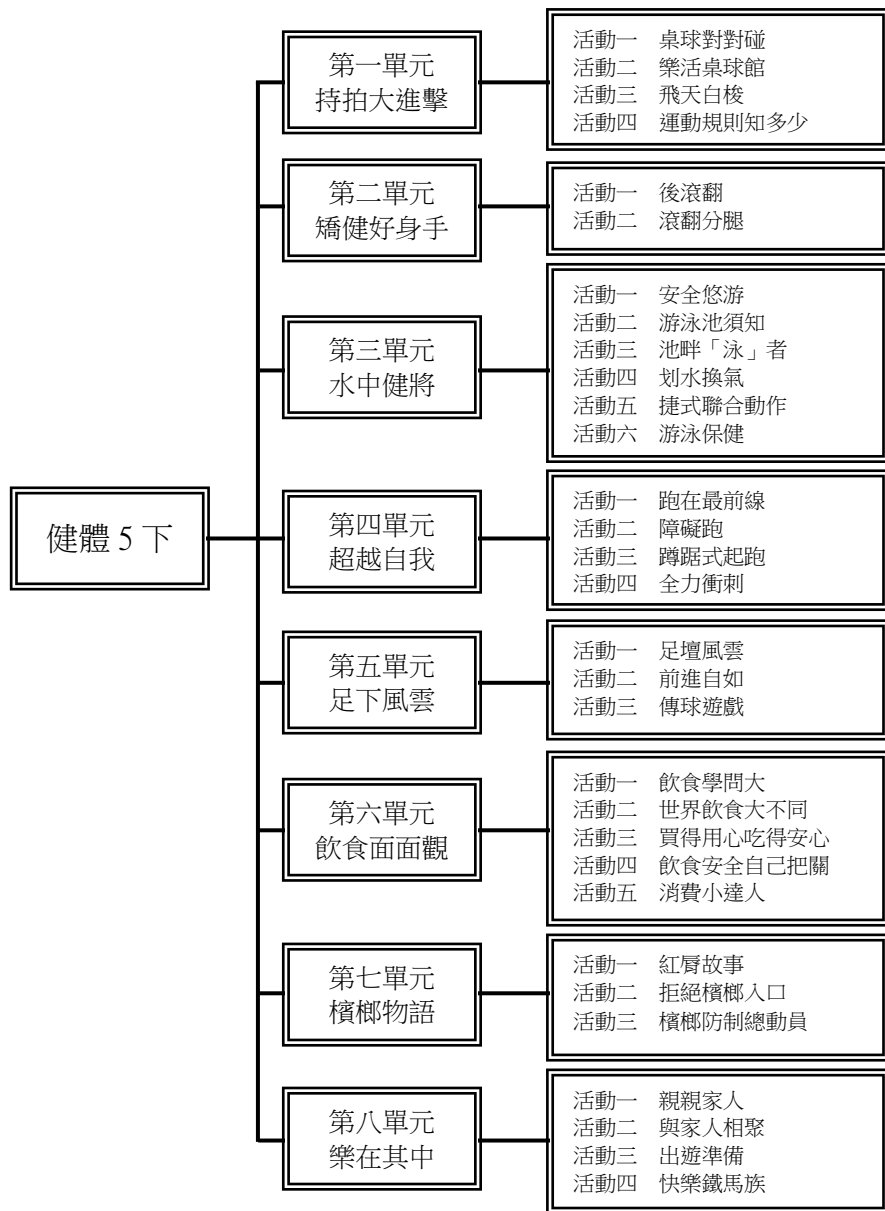 健體 5 下
第一單元
持拍大進擊
活動一 桌球對對碰
活動二 樂活桌球館
活動三 飛天白梭
活動四 運動規則知多少
第二單元
矯健好身手
活動一 後滾翻
活動二 滾翻分腿
第三單元
水中健將
活動一 安全悠游
活動二 游泳池須知
活動三 池畔「泳」者
活動四 划水換氣
活動五 捷式聯合動作
活動六 游泳保健
第四單元
超越自我
活動一 跑在最前線
活動二 障礙跑
活動三 蹲踞式起跑
活動四 全力衝刺
第五單元
足下風雲
活動一 足壇風雲
活動二 前進自如
活動三 傳球遊戲
第六單元
飲食面面觀
活動一 飲食學問大
活動二 世界飲食大不同
活動三 買得用心吃得安心
活動四 飲食安全自己把關
活動五 消費小達人
第七單元
檳榔物語
活動一 紅脣故事
活動二 拒絕檳榔入口
活動三 檳榔防制總動員
第八單元
樂在其中
活動一 親親家人
活動二 與家人相聚
活動三 出遊準備
活動四 快樂鐵馬族